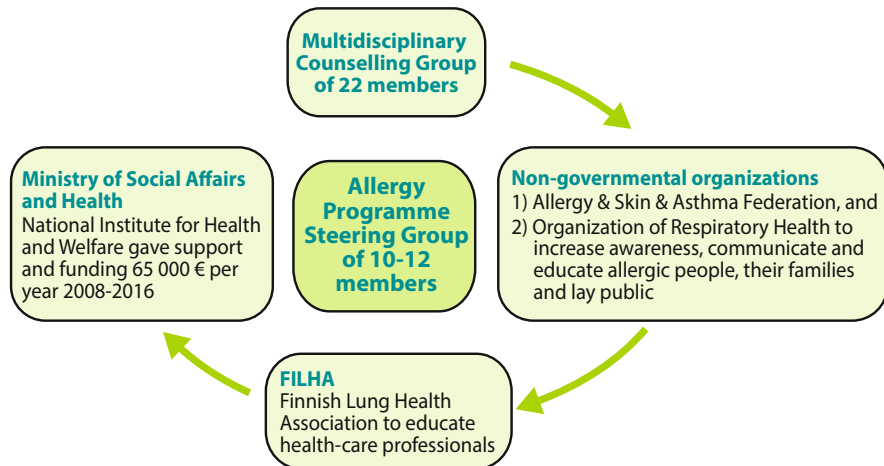 Multidisciplinary
Counselling Group
of 22 members
Ministry of Social Affairs
and Health
National Institute for Health
and Welfare gave support
and funding 65 000 € per
year 2008-2016
Allergy
Programme
Steering Group
of 10-12
members
Non-governmental organizations
1) Allergy & Skin & Asthma Federation, and
2) Organization of Respiratory Health to
increase awareness, communicate and
educate allergic people, their families
and lay public
FILHA
Finnish Lung Health
Association to educate
health-care professionals